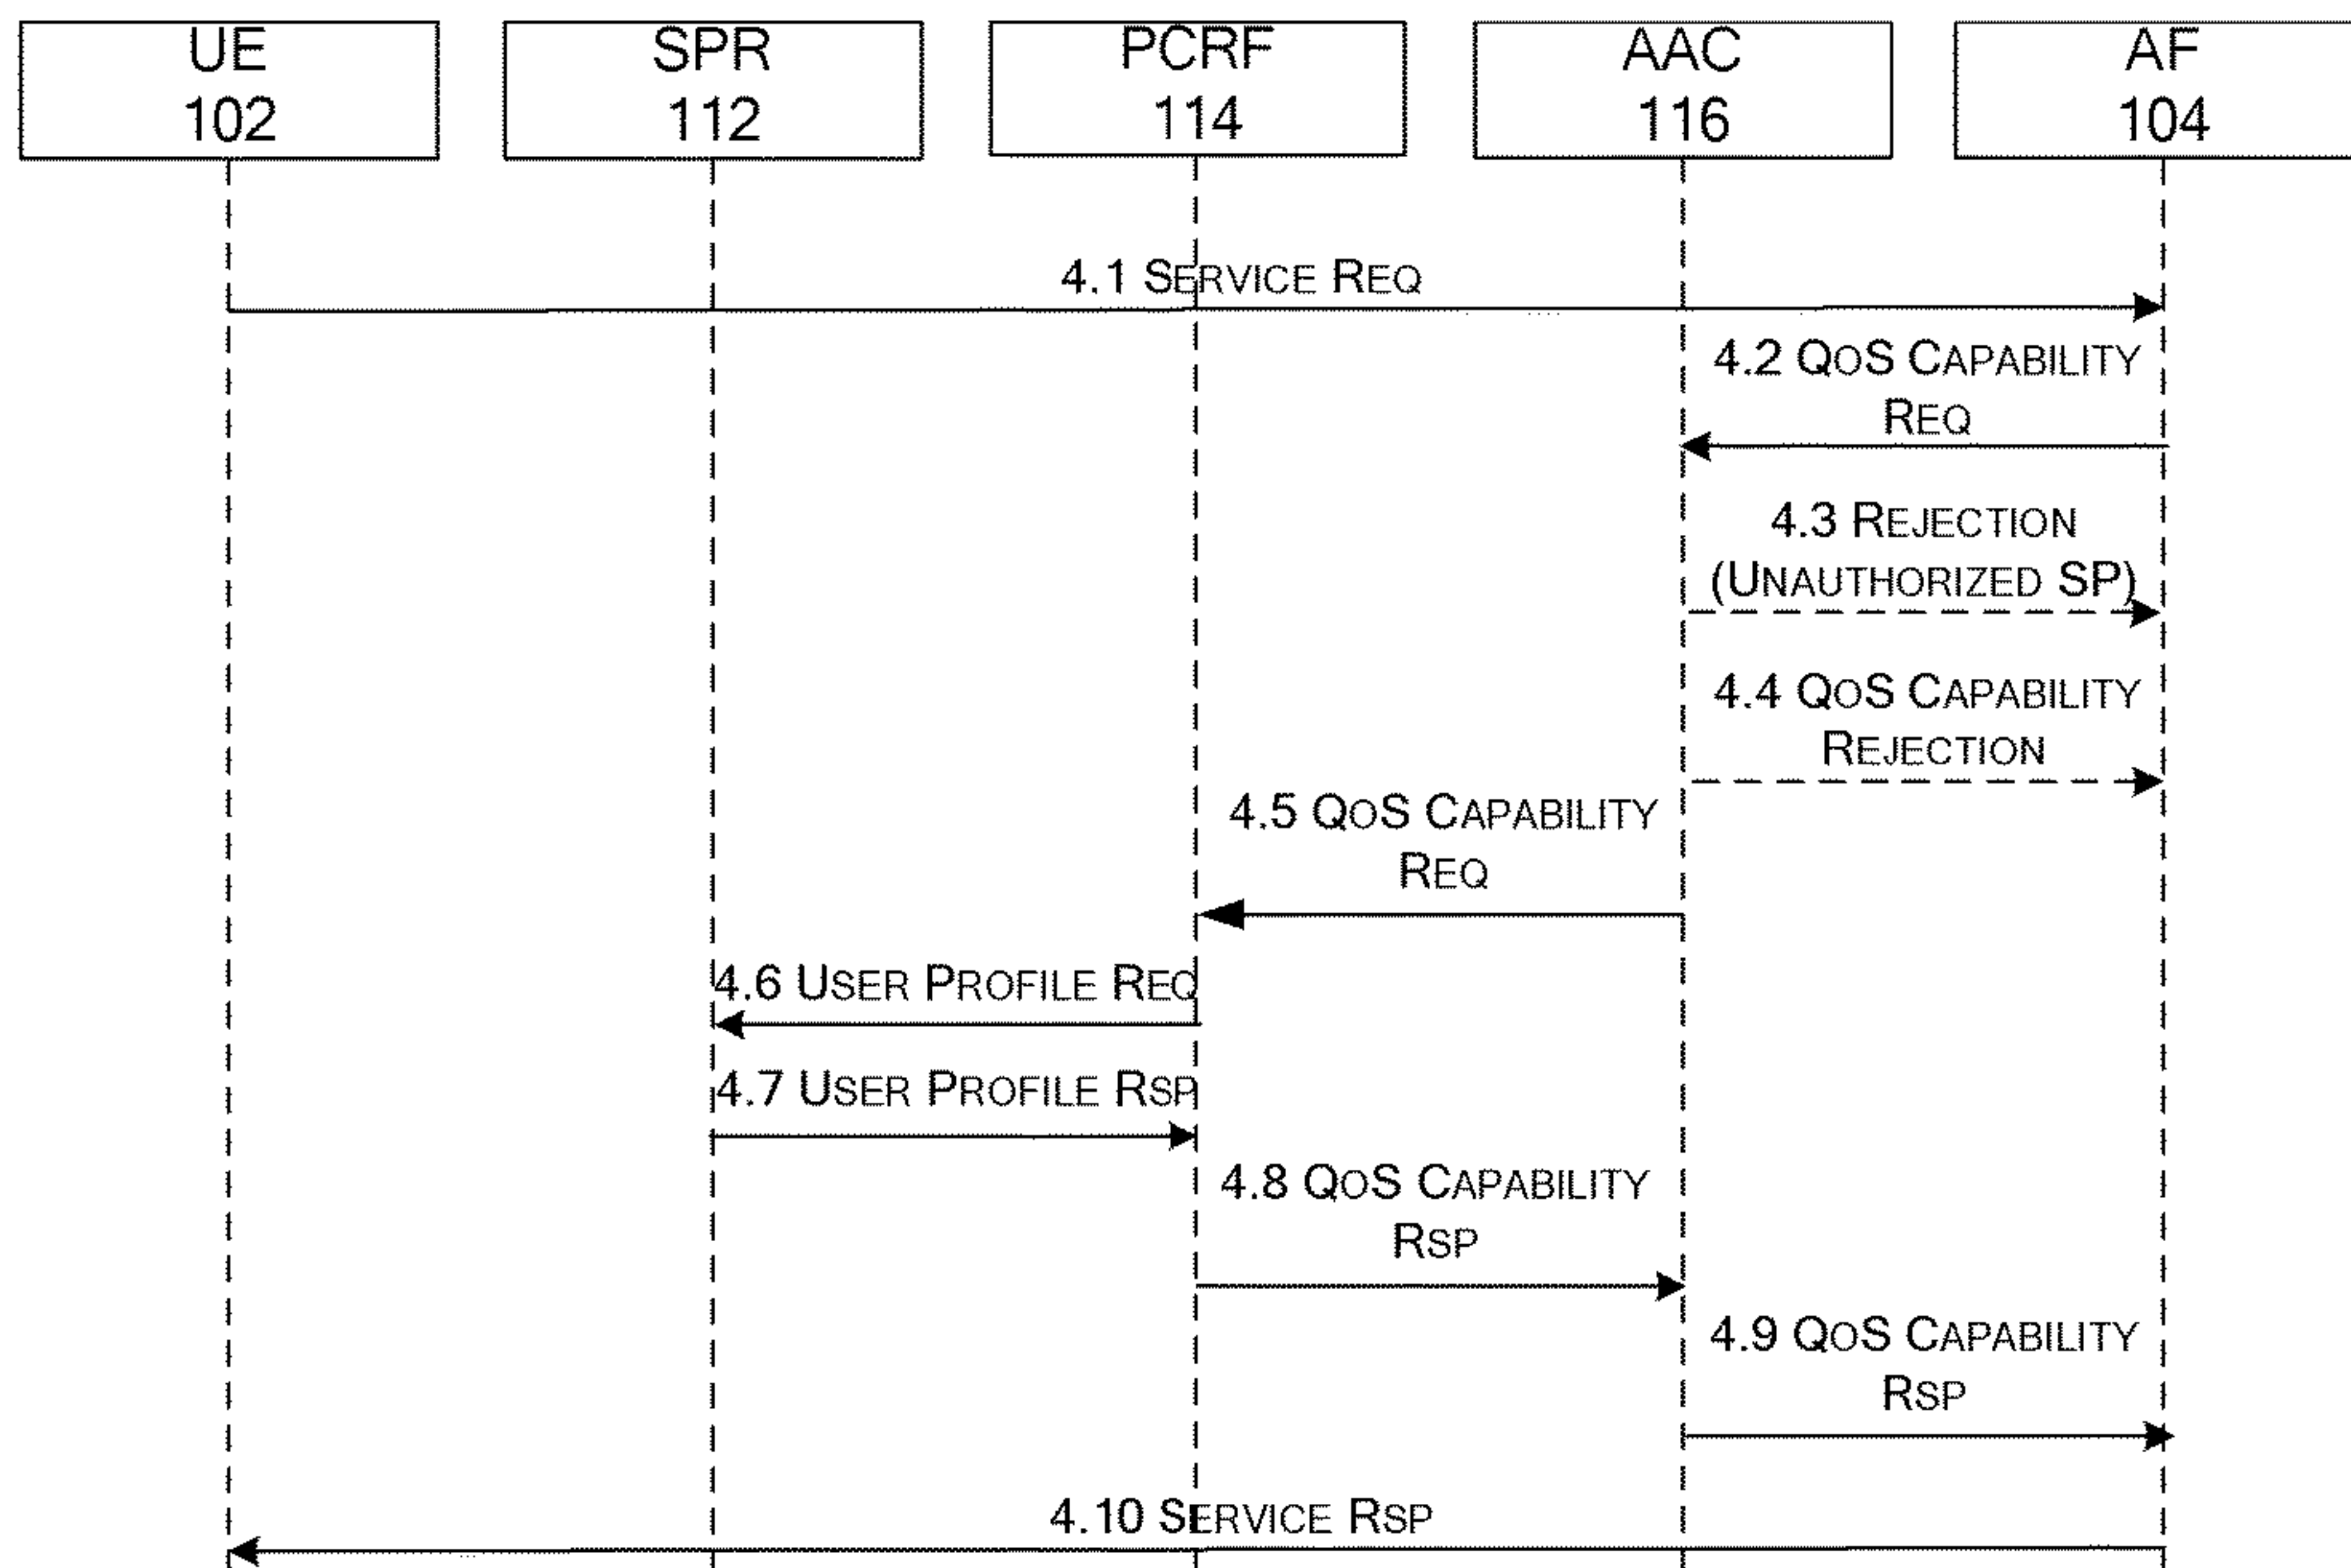 UE
102
SPR
112
PCRF
114
AAC
116
AF
104
4.1 SERVICE REQ
4.2 QOS CAPABILITY
REQ
4.3 REJECTION
(UNAUTHORIZED SP)
4.4 QOS CAPABILITY
REJECTION
4.5 QOS CAPABILITY
REQ
4.6 USER PROFILE REQ
4.7 USER PROFILE RSP
4.8 QOS CAPABILITY
RSP
4.9 QOS CAPABILITY
RSP
4.10 SERVICE RSP